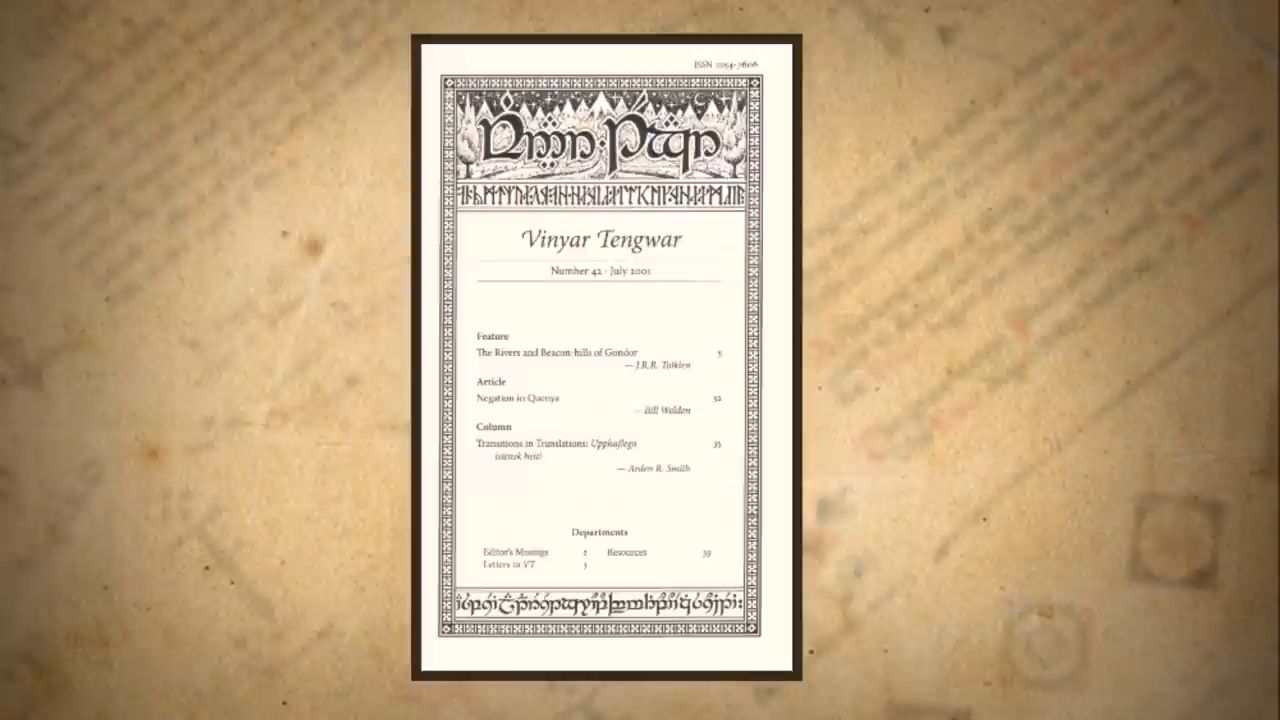 ISSN 1054-7606
Vinyar Tengwar
Number 42 · July 2001
Feature
The Rivers and Beacon-hills of Gondor 5
— J.R.R. Tolkien
Article
Negation in Quenya 32
— Bill Welden
Column
Transitions in Translations: Upphaflegu 35
íslensk heiti
— Arden R. Smith
Departments
Editor's Musings 2 Resources 39
Letters to VT 3